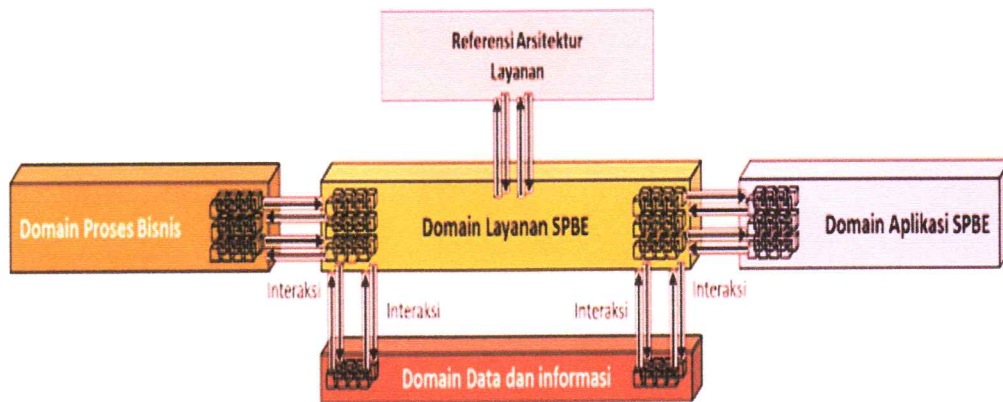 Referensi Arsitektur
Layanan
Domain Proses Bisnis
Domain Layanan SPBE
Domain Aplikasi SPBE
Interaksi
Interaksi
Interaksi
Interaksi
Domain Data dan informasi